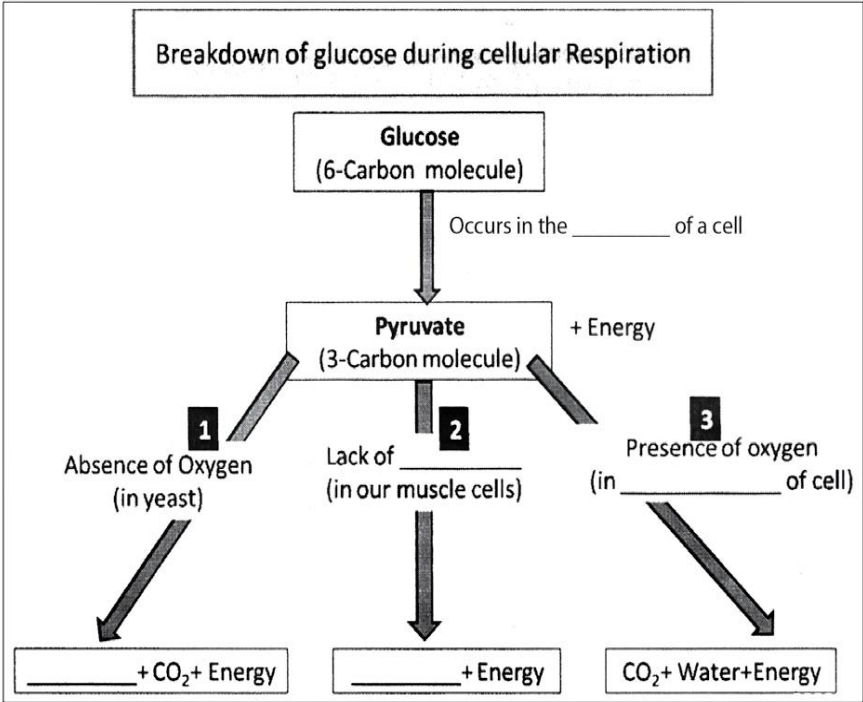 Breakdown of glucose during cellular Respiration
Glucose
(6-Carbon molecule)
Occurs in the _________ of a cell
Pyruvate
(3-Carbon molecule)
+ Energy
1
Absence of Oxygen
(in yeast)
2
Lack of ___________
(in our muscle cells)
3
Presence of oxygen
(in ______________ of cell)
_________ + CO₂+ Energy
_________ + Energy
CO₂+ Water+Energy